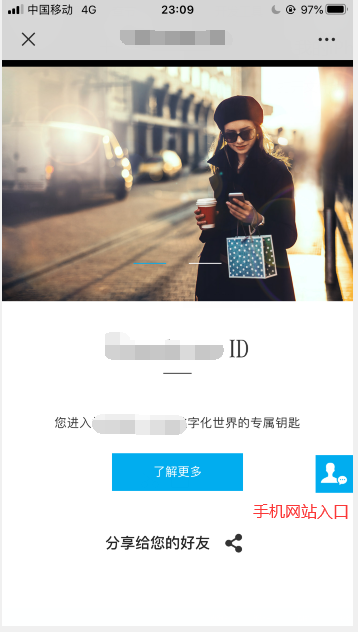 中国移动 4G 23:09 97%
ID
您进入 字化世界的专属钥匙
了解更多
手机网站入口
分享给您的好友